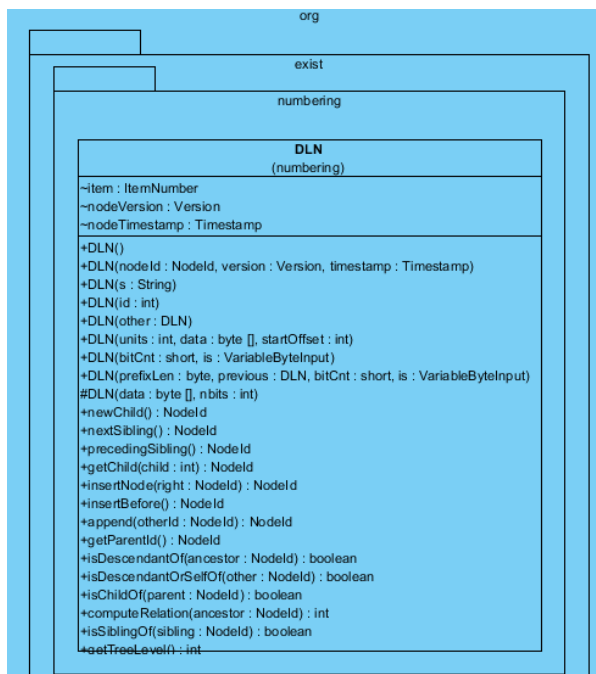 org
exist
numbering
DLN
(numbering)
~item : ItemNumber
~nodeVersion : Version
~nodeTimestamp : Timestamp
+DLN()
+DLN(nodeId : NodeId, version : Version, timestamp : Timestamp)
+DLN(s : String)
+DLN(id : int)
+DLN(other : DLN)
+DLN(units : int, data : byte [], startOffset : int)
+DLN(bitCnt : short, is : VariableByteInput)
+DLN(prefixLen : byte, previous : DLN, bitCnt : short, is : VariableByteInput)
#DLN(data : byte [], nbits : int)
+newChild() : NodeId
+nextSibling() : NodeId
+precedingSibling() : NodeId
+getChild(child : int) : NodeId
+insertNode(right : NodeId) : NodeId
+insertBefore() : NodeId
+append(otherId : NodeId) : NodeId
+getParentId() : NodeId
+isDescendantOf(ancestor : NodeId) : boolean
+isDescendantOrSelfOf(other : NodeId) : boolean
+isChildOf(parent : NodeId) : boolean
+computeRelation(ancestor : NodeId) : int
+isSiblingOf(sibling : NodeId) : boolean
+getTreeLevel() : int